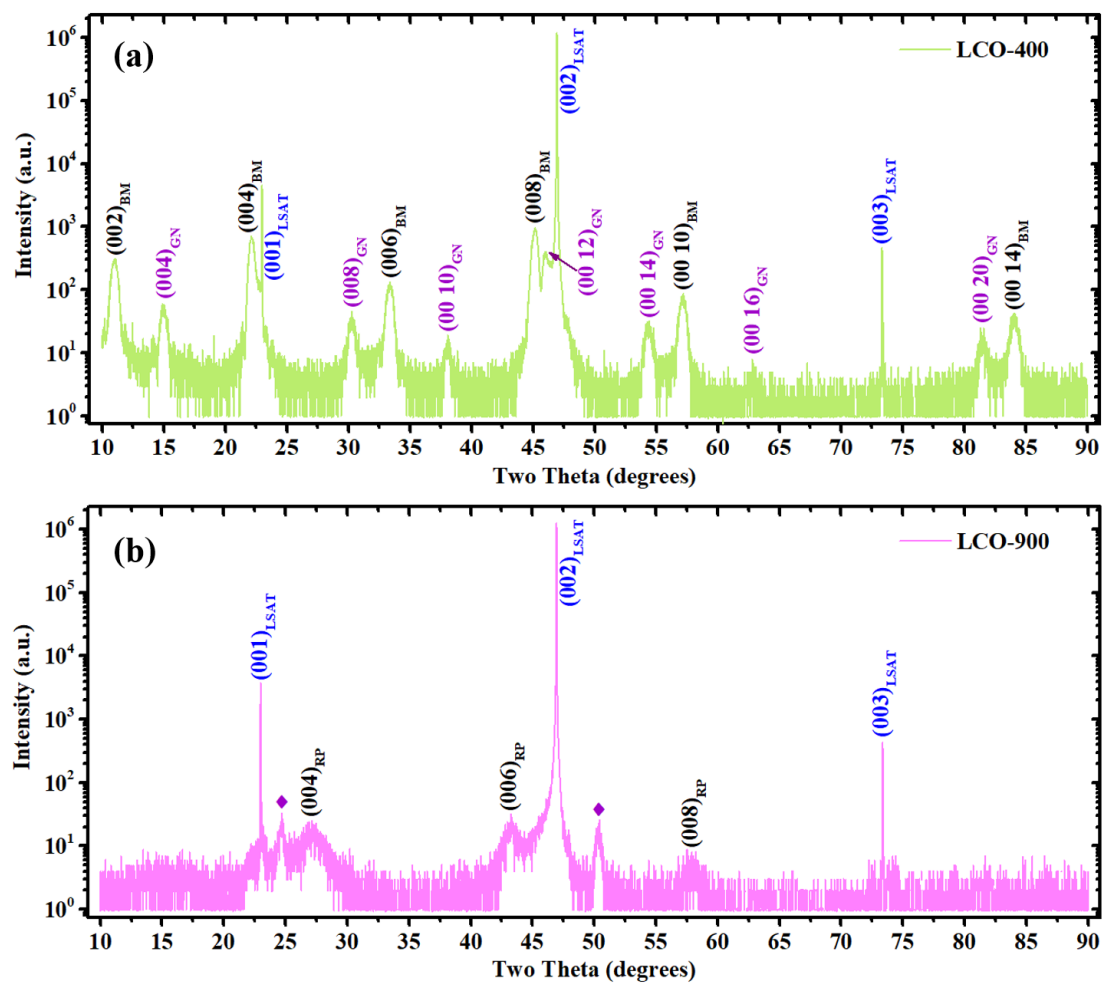 (a)
LCO-400
Intensity (a.u.)
10⁶
10⁵
10⁴
10³
10²
10¹
10⁰
(002)BM
(004)GN
(004)BM
(001)LSAT
(008)GN
(006)BM
(00 10)GN
(008)BM
(002)LSAT
(00 12)GN
(00 14)GN
(00 10)BM
(00 16)GN
(003)LSAT
(00 20)GN
(00 14)BM
10 15 20 25 30 35 40 45 50 55 60 65 70 75 80 85 90
Two Theta (degrees)
(b)
LCO-900
Intensity (a.u.)
10⁶
10⁵
10⁴
10³
10²
10¹
10⁰
(001)LSAT
(004)RP
(006)RP
(002)LSAT
(008)RP
(003)LSAT
10 15 20 25 30 35 40 45 50 55 60 65 70 75 80 85 90
Two Theta (degrees)